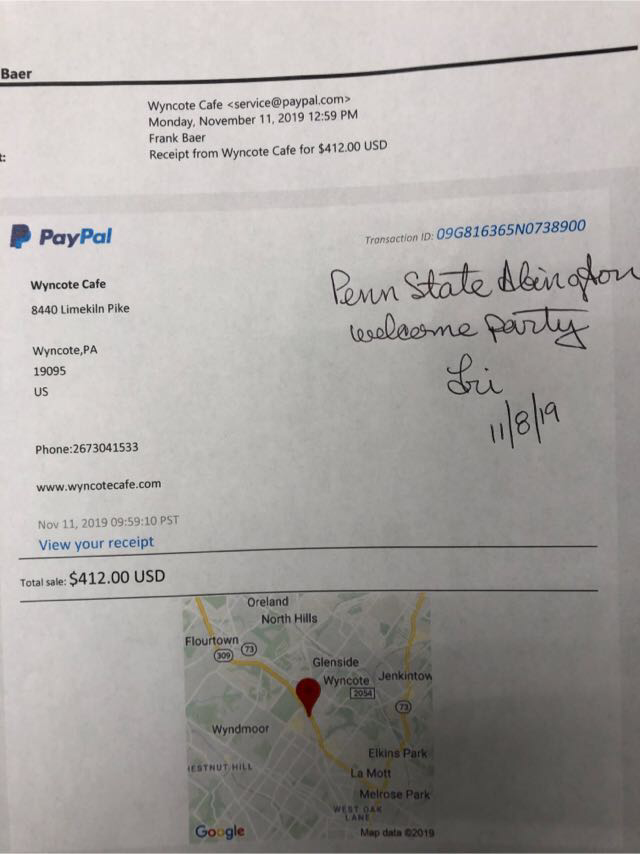 Baer
Wyncote Cafe <service@paypal.com>
Monday, November 11, 2019 12:59 PM
Frank Baer
t:
Receipt from Wyncote Cafe for $412.00 USD
PayPal
Transaction ID: 09G816365N0738900
Wyncote Cafe
8440 Limekiln Pike
Wyncote,PA
19095
US
Penn State Abington
welcome party
Lri
11/8/19
Phone:2673041533
www.wyncotecafe.com
Nov 11, 2019 09:59:10 PST
View your receipt
Total sale: $412.00 USD
Oreland
North Hills
Flourtown
309
73
Glenside
Wyncote
Jenkintow
2054
73
Wyndmoor
Elkins Park
HESTNUT HILL
La Mott
Melrose Park
WEST OAK
LANE
Google
Map data ©2019